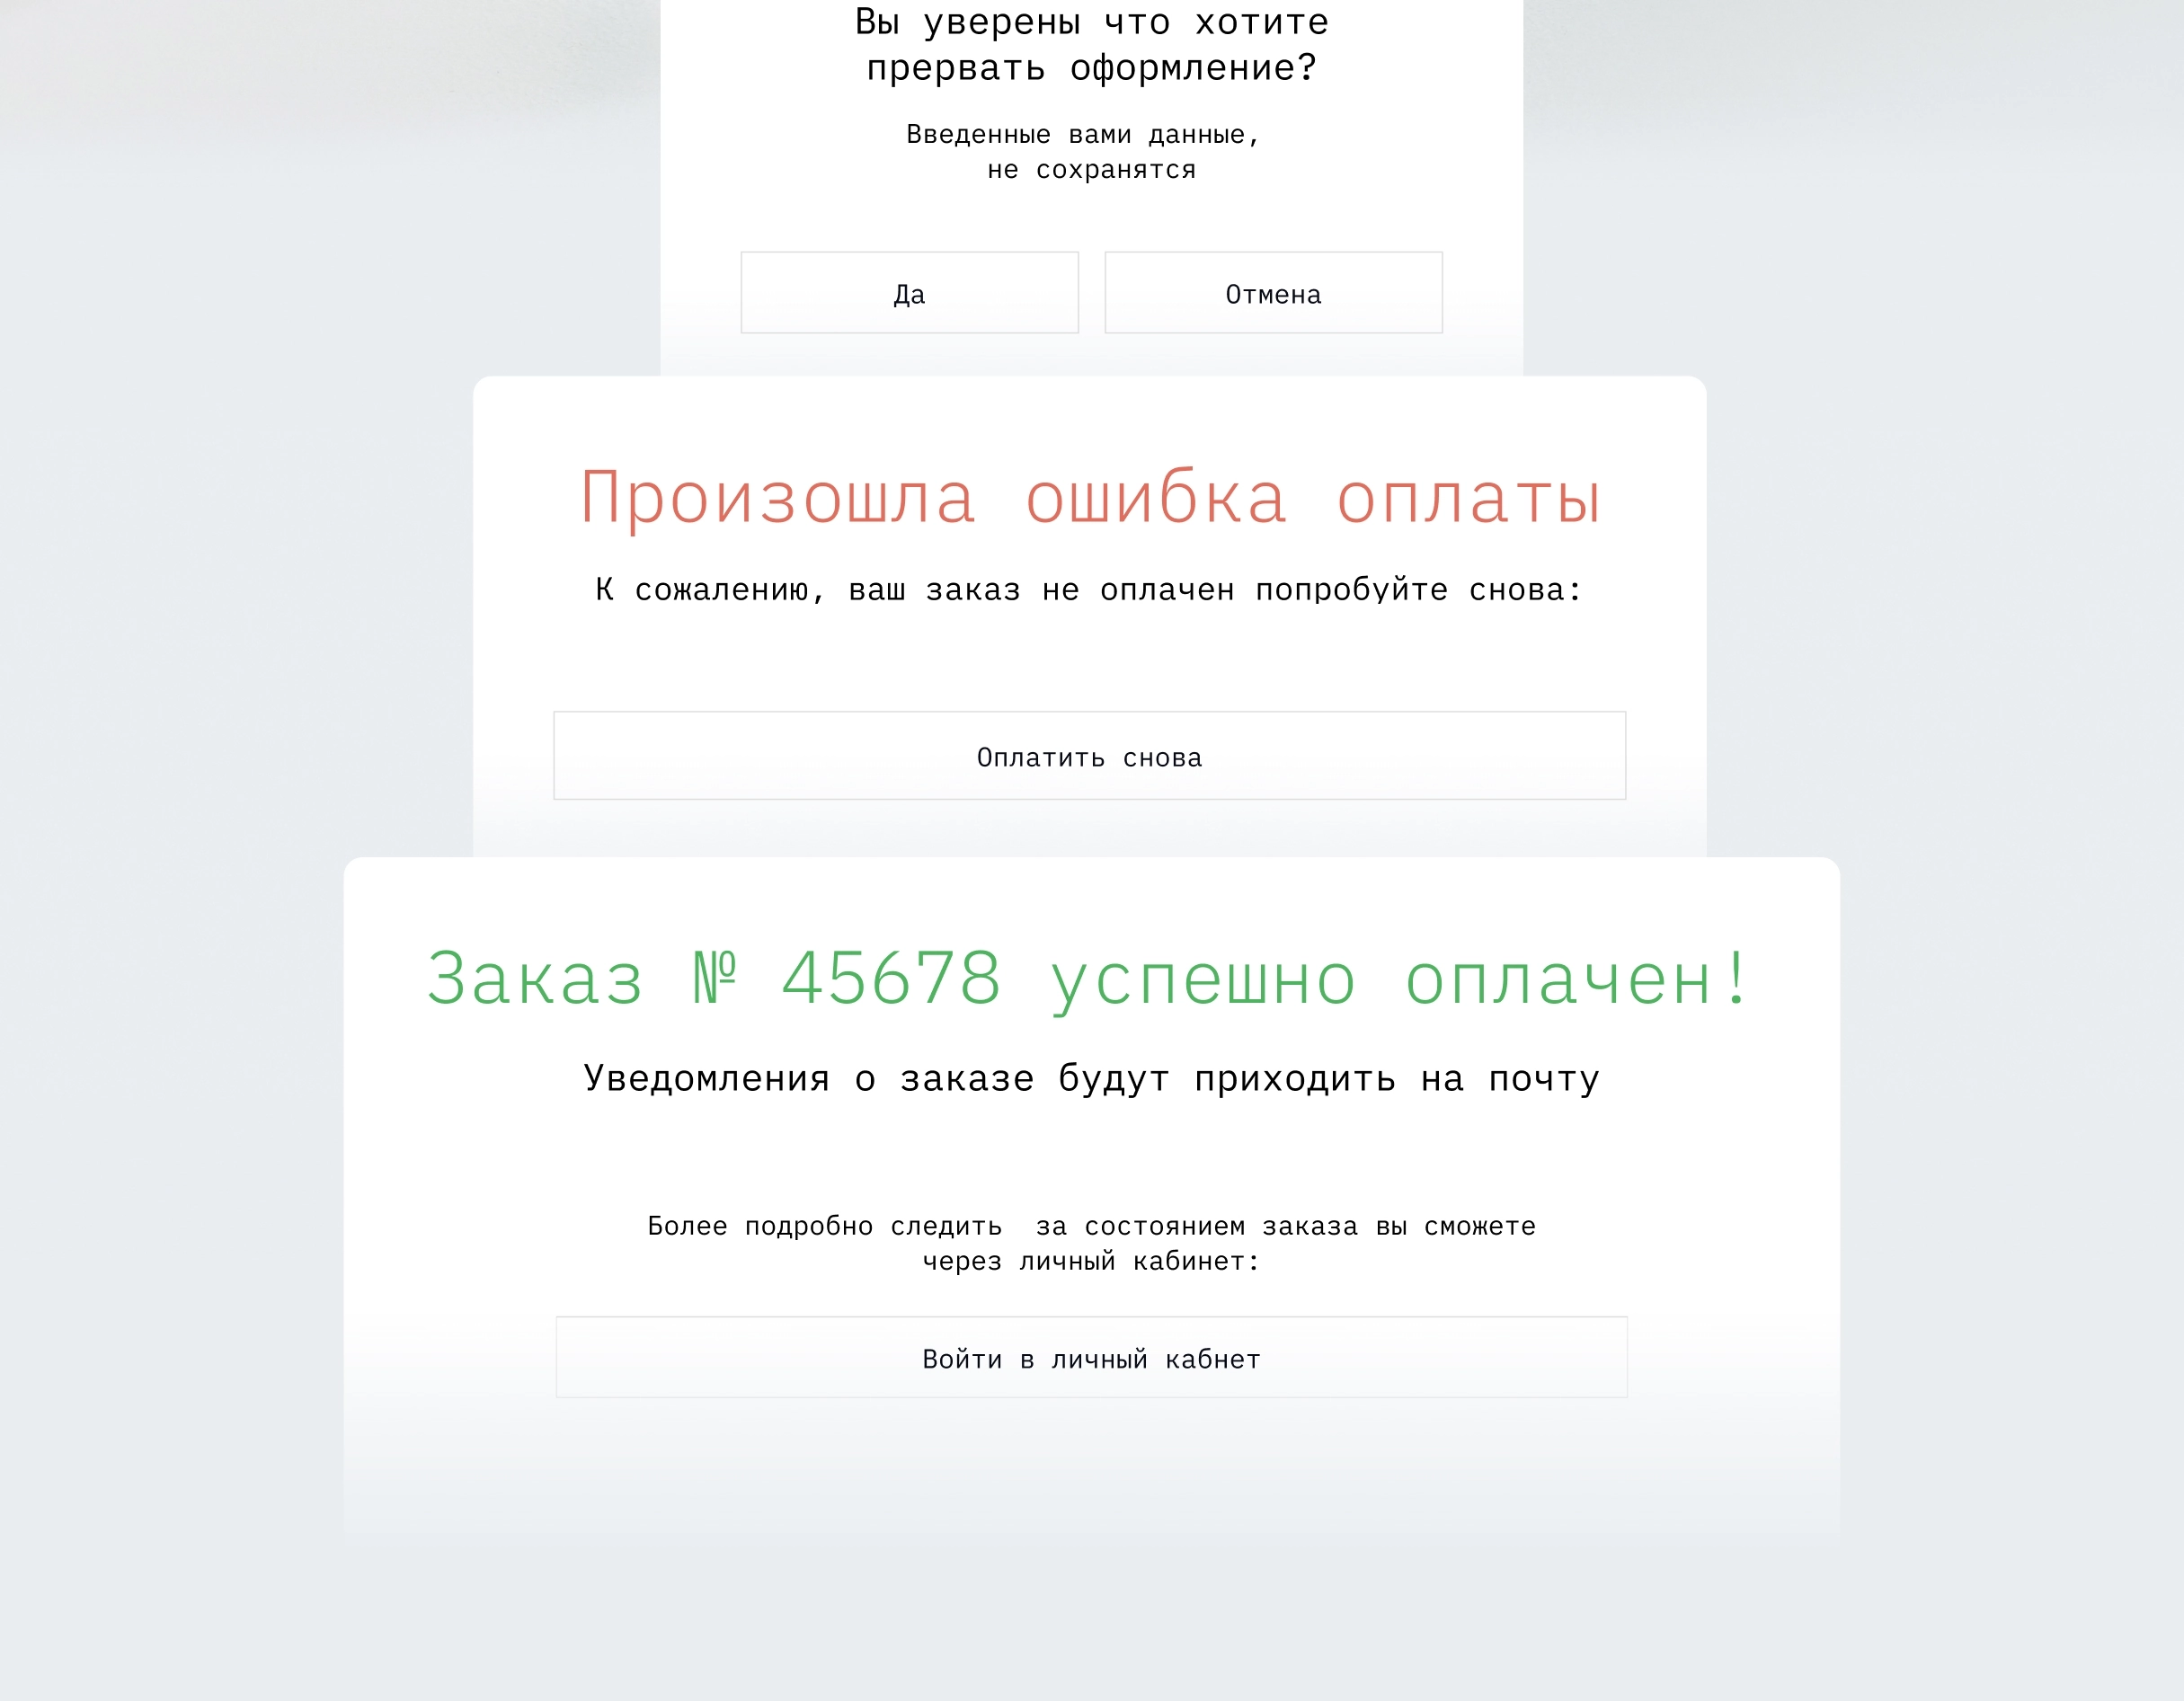 Вы уверены что хотите
прервать оформление?
Введенные вами данные,
не сохранятся
Да
Отмена
Произошла ошибка оплаты
К сожалению, ваш заказ не оплачен попробуйте снова:
Оплатить снова
Заказ № 45678 успешно оплачен!
Уведомления о заказе будут приходить на почту
Более подробно следить  за состоянием заказа вы сможете
через личный кабинет:
Войти в личный кабнет